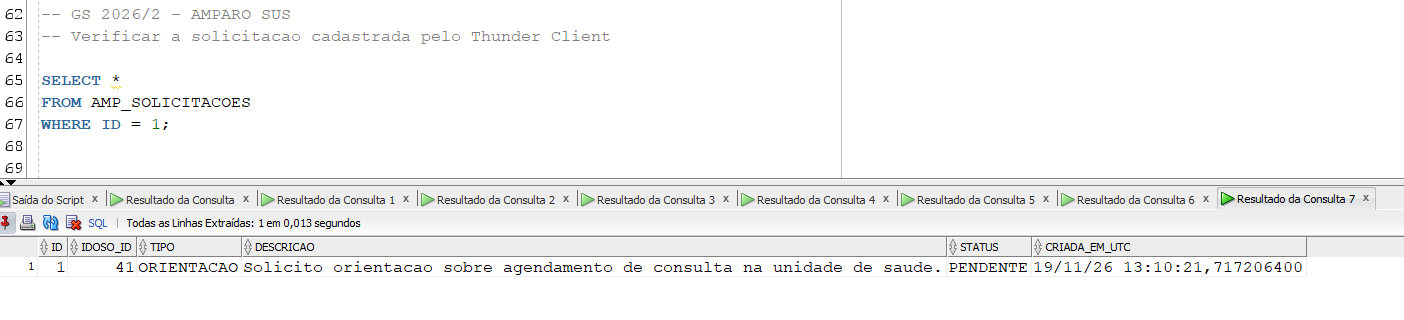 62 -- GS 2026/2 - AMPARO SUS
63 -- Verificar a solicitacao cadastrada pelo Thunder Client
64
65 SELECT *
66 FROM AMP_SOLICITACOES
67 WHERE ID = 1;
68
69
Saída do Script x Resultado da Consulta x Resultado da Consulta 1 x Resultado da Consulta 2 x Resultado da Consulta 3 x Resultado da Consulta 4 x Resultado da Consulta 5 x Resultado da Consulta 6 x Resultado da Consulta 7 x
SQL | Todas as Linhas Extraídas: 1 em 0,013 segundos
ID IDOSO_ID TIPO DESCRICAO STATUS CRIADA_EM_UTC
1 1 41 ORIENTACAO Solicito orientacao sobre agendamento de consulta na unidade de saude. PENDENTE 19/11/26 13:10:21,717206400